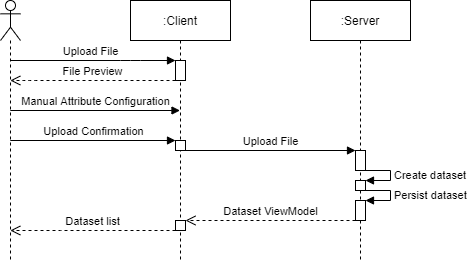 :Client
:Server
Upload File
File Preview
Manual Attribute Configuration
Upload Confirmation
Upload File
Create dataset
Persist dataset
Dataset ViewModel
Dataset list